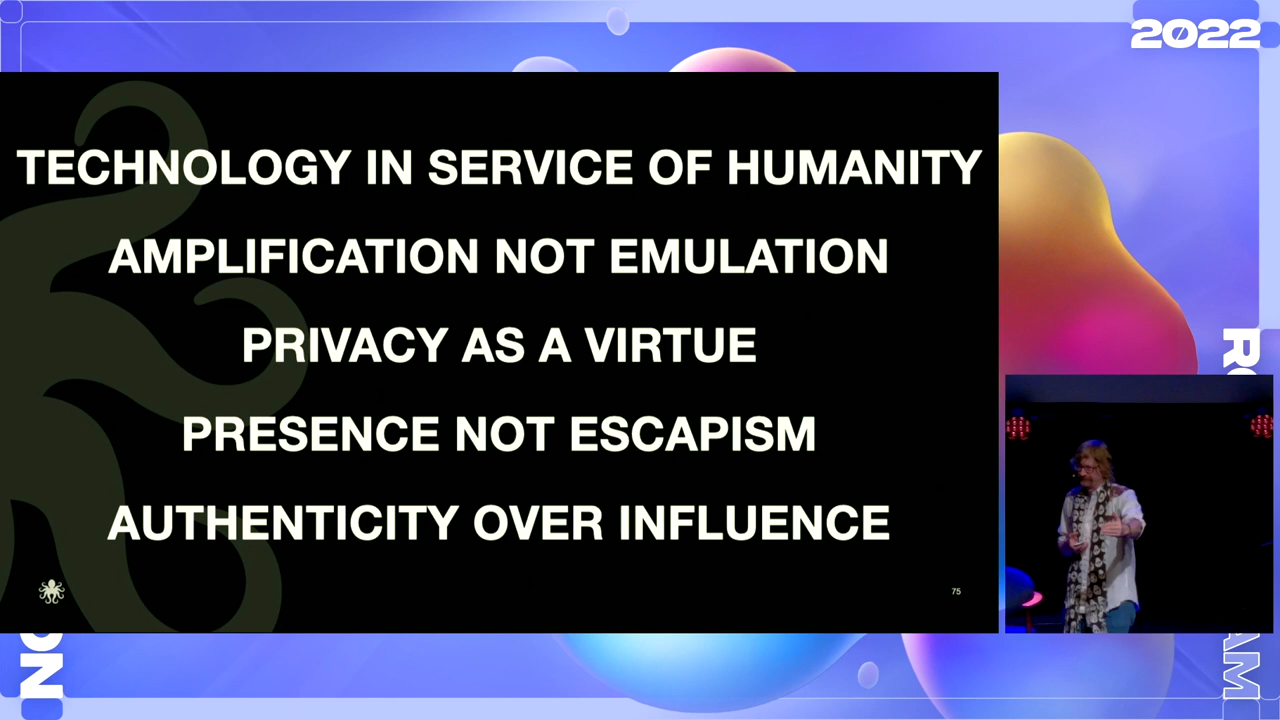 2022
TECHNOLOGY IN SERVICE OF HUMANITY
AMPLIFICATION NOT EMULATION
PRIVACY AS A VIRTUE
PRESENCE NOT ESCAPISM
AUTHENTICITY OVER INFLUENCE
75